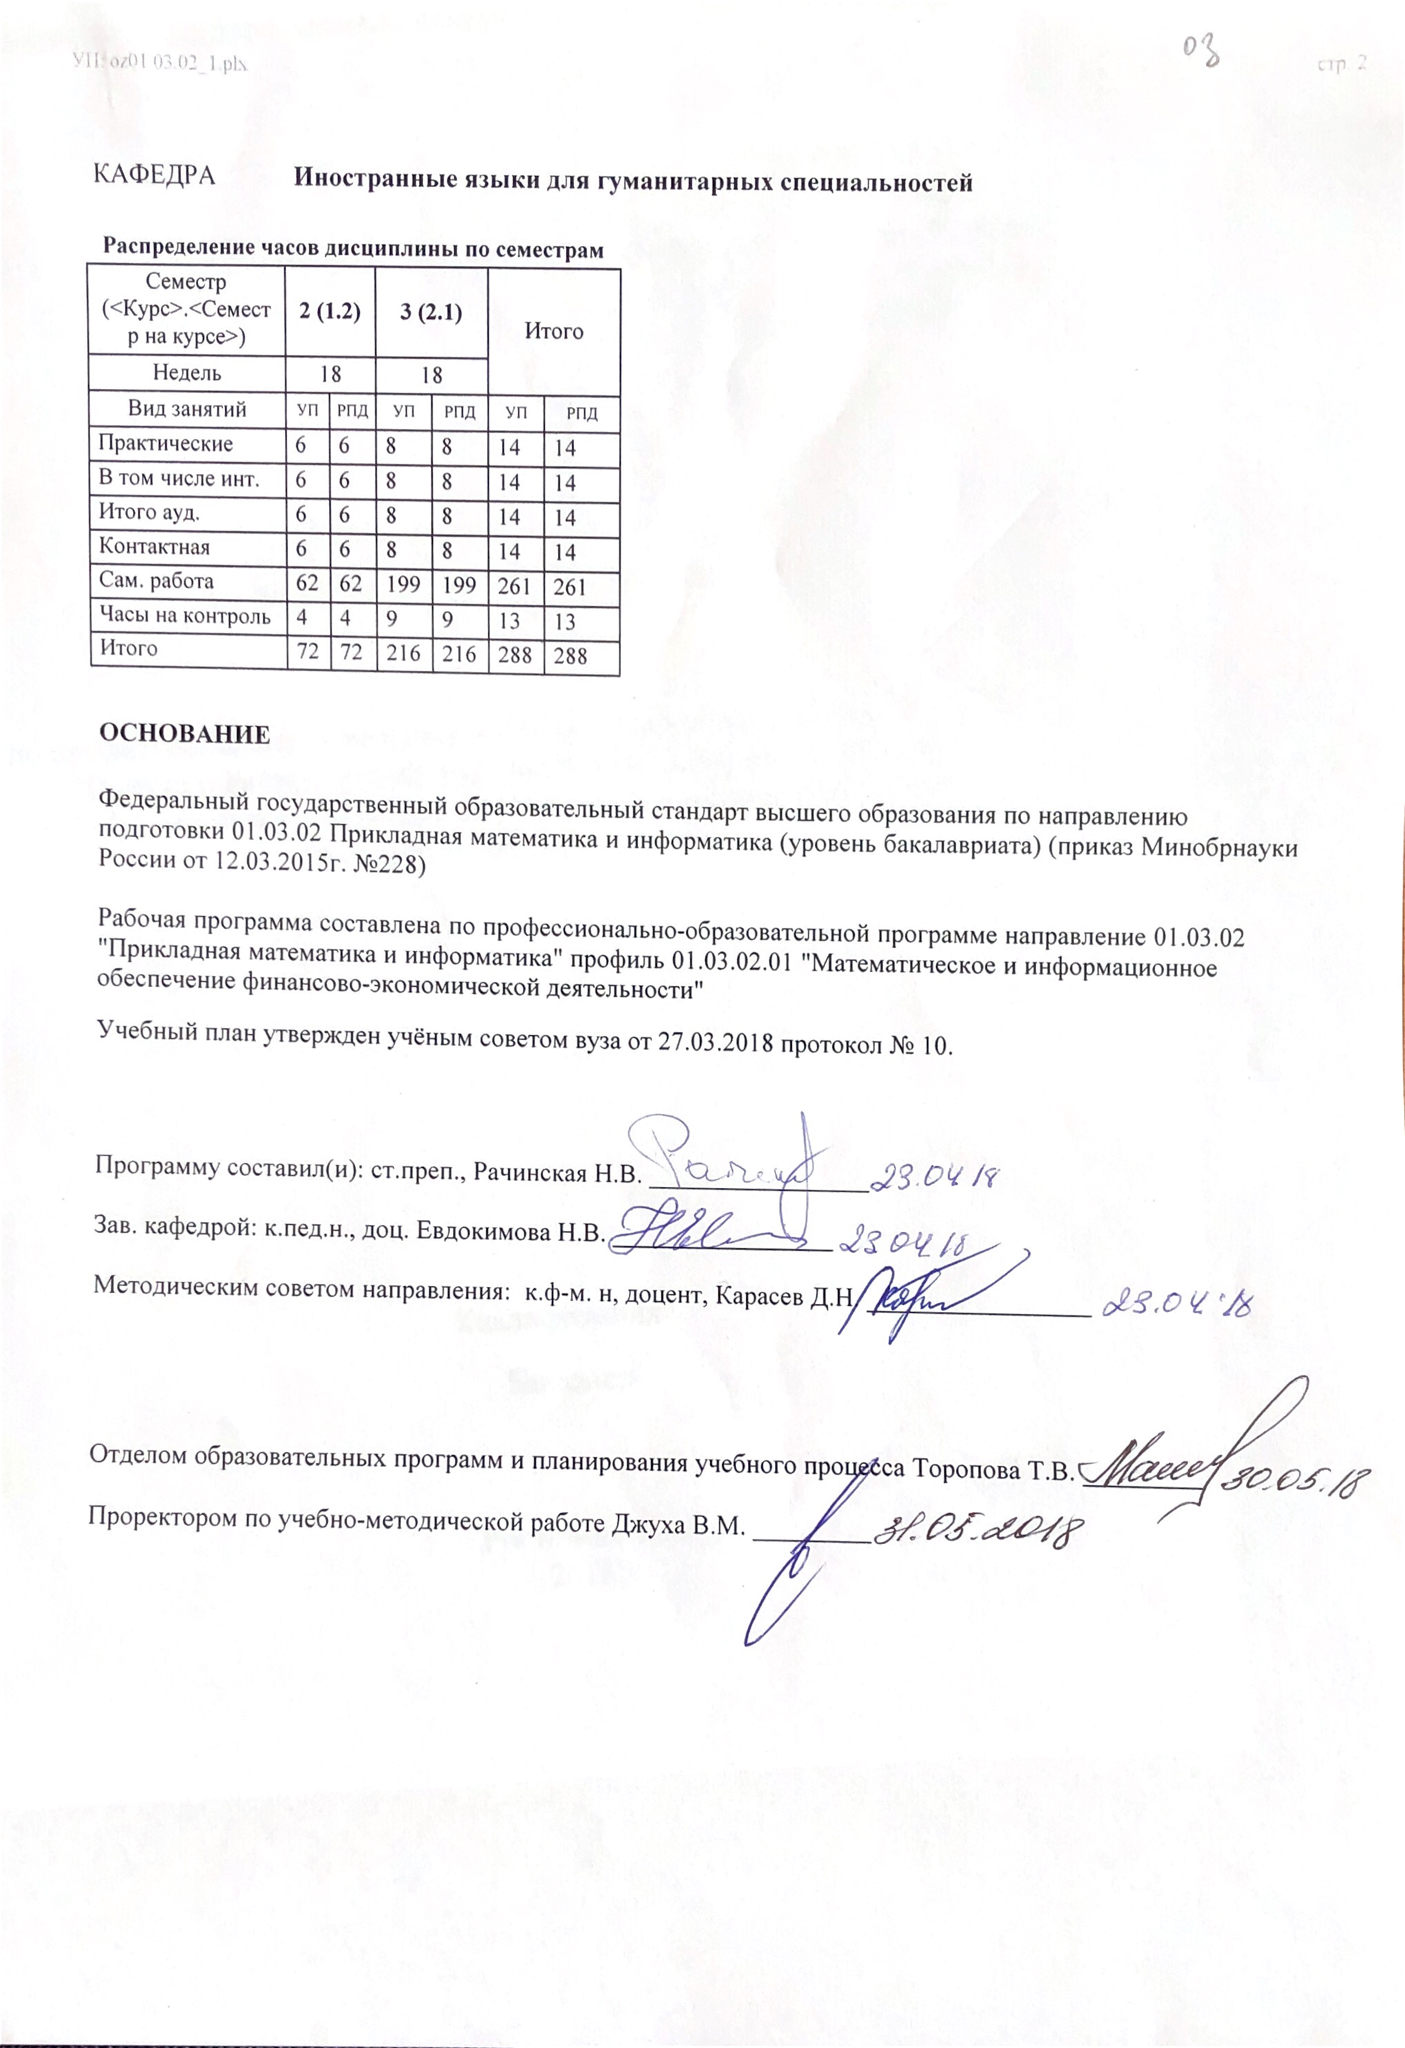 УП: oz01 03.02_1.plx
оз
стр. 2
КАФЕДРА Иностранные языки для гуманитарных специальностей
Распределение часов дисциплины по семестрам
Семестр (<Курс>.<Семест р на курсе>) 2 (1.2) 3 (2.1) Итого
Недель 18 18
Вид занятий УП РПД УП РПД УП РПД
Практические 6 6 8 8 14 14
В том числе инт. 6 6 8 8 14 14
Итого ауд. 6 6 8 8 14 14
Контактная 6 6 8 8 14 14
Сам. работа 62 62 199 199 261 261
Часы на контроль 4 4 9 9 13 13
Итого 72 72 216 216 288 288
ОСНОВАНИЕ
Федеральный государственный образовательный стандарт высшего образования по направлению
подготовки 01.03.02 Прикладная математика и информатика (уровень бакалавриата) (приказ Минобрнауки
России от 12.03.2015г. №228)
Рабочая программа составлена по профессионально-образовательной программе направление 01.03.02
"Прикладная математика и информатика" профиль 01.03.02.01 "Математическое и информационное
обеспечение финансово-экономической деятельности"
Учебный план утвержден учёным советом вуза от 27.03.2018 протокол № 10.
Программу составил(и): ст.преп., Рачинская Н.В. 23.04 18
Зав. кафедрой: к.пед.н., доц. Евдокимова Н.В. 23 04 18
Методическим советом направления: к.ф-м. н, доцент, Карасев Д.Н. 23.04.18
Отделом образовательных программ и планирования учебного процесса Торопова Т.В. 30.05.18
Проректором по учебно-методической работе Джуха В.М. 31.05.2018